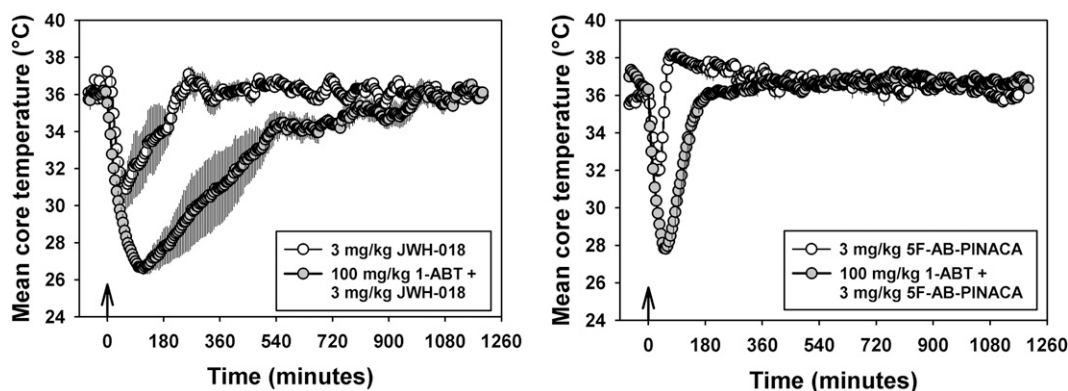 Mean core temperature (°C)
40
38
36
34
32
30
28
26
24
3 mg/kg JWH-018
100 mg/kg 1-ABT +
3 mg/kg JWH-018
0 180 360 540 720 900 1080 1260
Time (minutes)
Mean core temperature (°C)
40
38
36
34
32
30
28
26
24
3 mg/kg 5F-AB-PINACA
100 mg/kg 1-ABT +
3 mg/kg 5F-AB-PINACA
0 180 360 540 720 900 1080 1260
Time (minutes)